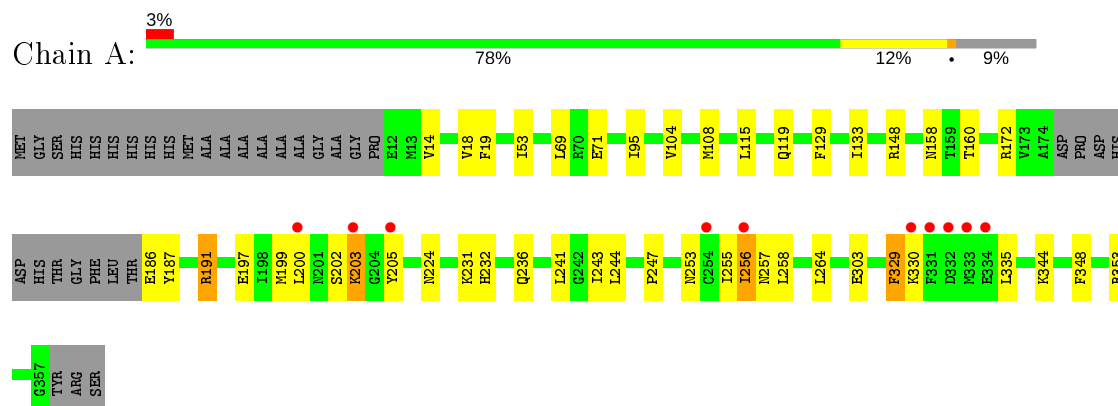 3%
Chain A:
78% 12% • 9%
MET GLY SER HIS HIS HIS HIS HIS HIS MET ALA ALA ALA ALA ALA ALA GLY ALA GLY PRO E12 M13 V14 V18 F19 I53 L69 R70 E71 I95 V104 M108 L115 Q119 F129 I133 R148 N158 T159 T160 R172 V173 A174 ASP PRO ASP HIS
ASP HIS THR GLY PHE LEU THR E186 Y187 R191 E197 I198 M199 L200 N201 S202 K203 G204 Y205 N224 K231 H232 Q236 L241 G242 I243 L244 P247 N253 C254 I255 I256 N257 L258 L264 E303 F329 K330 F331 D332 M333 E334 L335 K344 F348
G357 TYR ARG SER